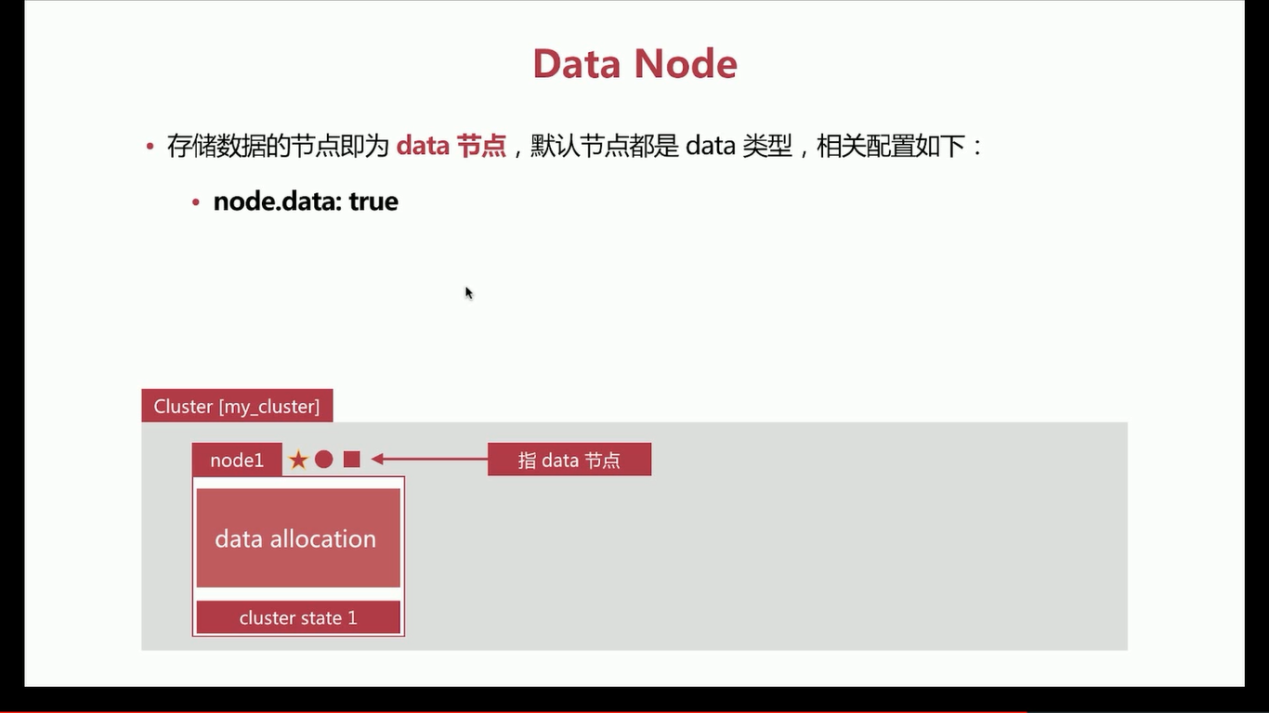 Data Node
• 存储数据的节点即为 data 节点，默认节点都是 data 类型，相关配置如下：
• node.data: true
Cluster [my_cluster]
node1
指 data 节点
data allocation
cluster state 1